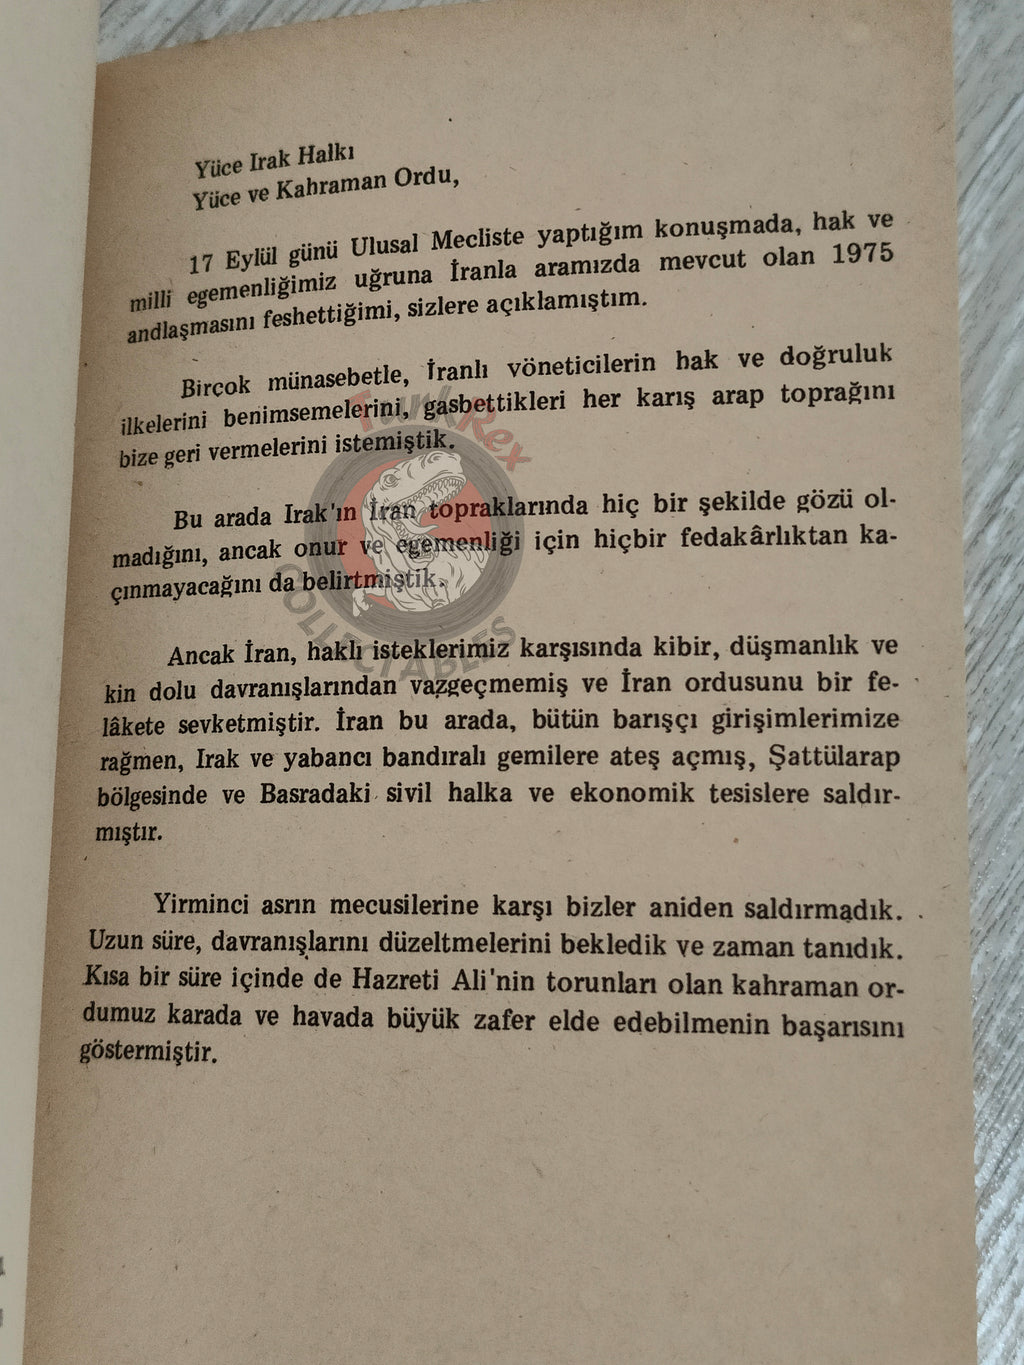 Yüce Irak Halkı
Yüce ve Kahraman Ordu,
17 Eylül günü Ulusal Mecliste yaptığım konuşmada, hak ve
milli egemenliğimiz uğruna İranla aramızda mevcut olan 1975
andlaşmasını feshettiğimi, sizlere açıklamıştım.
Birçok münasebetle, İranlı yöneticilerin hak ve doğruluk
ilkelerini benimsemelerini, gasbettikleri her karış arap toprağını
bize geri vermelerini istemiştik.
Bu arada Irak'ın İran topraklarında hiç bir şekilde gözü ol-
madığını, ancak onur ve egemenliği için hiçbir fedakârlıktan ka-
çınmayacağını da belirtmiştik.
Ancak İran, haklı isteklerimiz karşısında kibir, düşmanlık ve
kin dolu davranışlarından vazgeçmemiş ve İran ordusunu bir fe-
lâkete sevketmiştir. İran bu arada, bütün barışçı girişimlerimize
rağmen, Irak ve yabancı bandıralı gemilere ateş açmış, Şattülarap
bölgesinde ve Basradaki sivil halka ve ekonomik tesislere saldır-
mıştır.
Yirminci asrın mecusilerine karşı bizler aniden saldırmadık.
Uzun süre, davranışlarını düzeltmelerini bekledik ve zaman tanıdık.
Kısa bir süre içinde de Hazreti Ali'nin torunları olan kahraman or-
dumuz karada ve havada büyük zafer elde edebilmenin başarısını
göstermiştir.
TankRex
COLLECTABLES